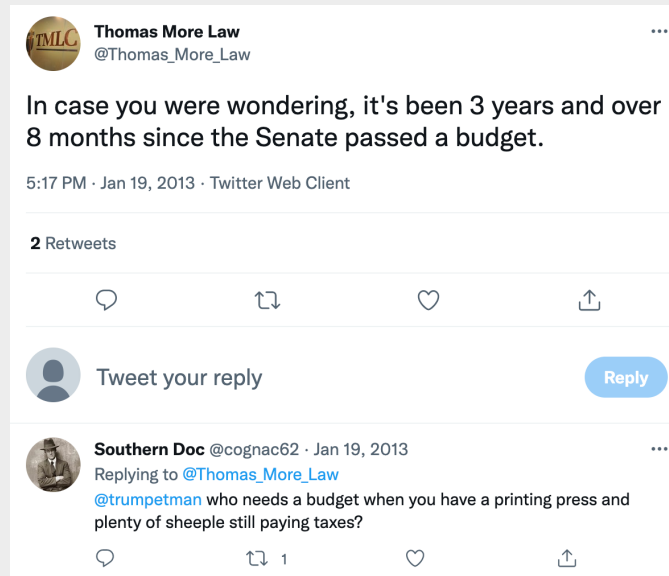 TMLC
Thomas More Law
@Thomas_More_Law
In case you were wondering, it's been 3 years and over
8 months since the Senate passed a budget.
5:17 PM · Jan 19, 2013 · Twitter Web Client
2 Retweets
Tweet your reply
Reply
Southern Doc @cognac62 · Jan 19, 2013
Replying to @Thomas_More_Law
@trumpetman who needs a budget when you have a printing press and
plenty of sheeple still paying taxes?
1